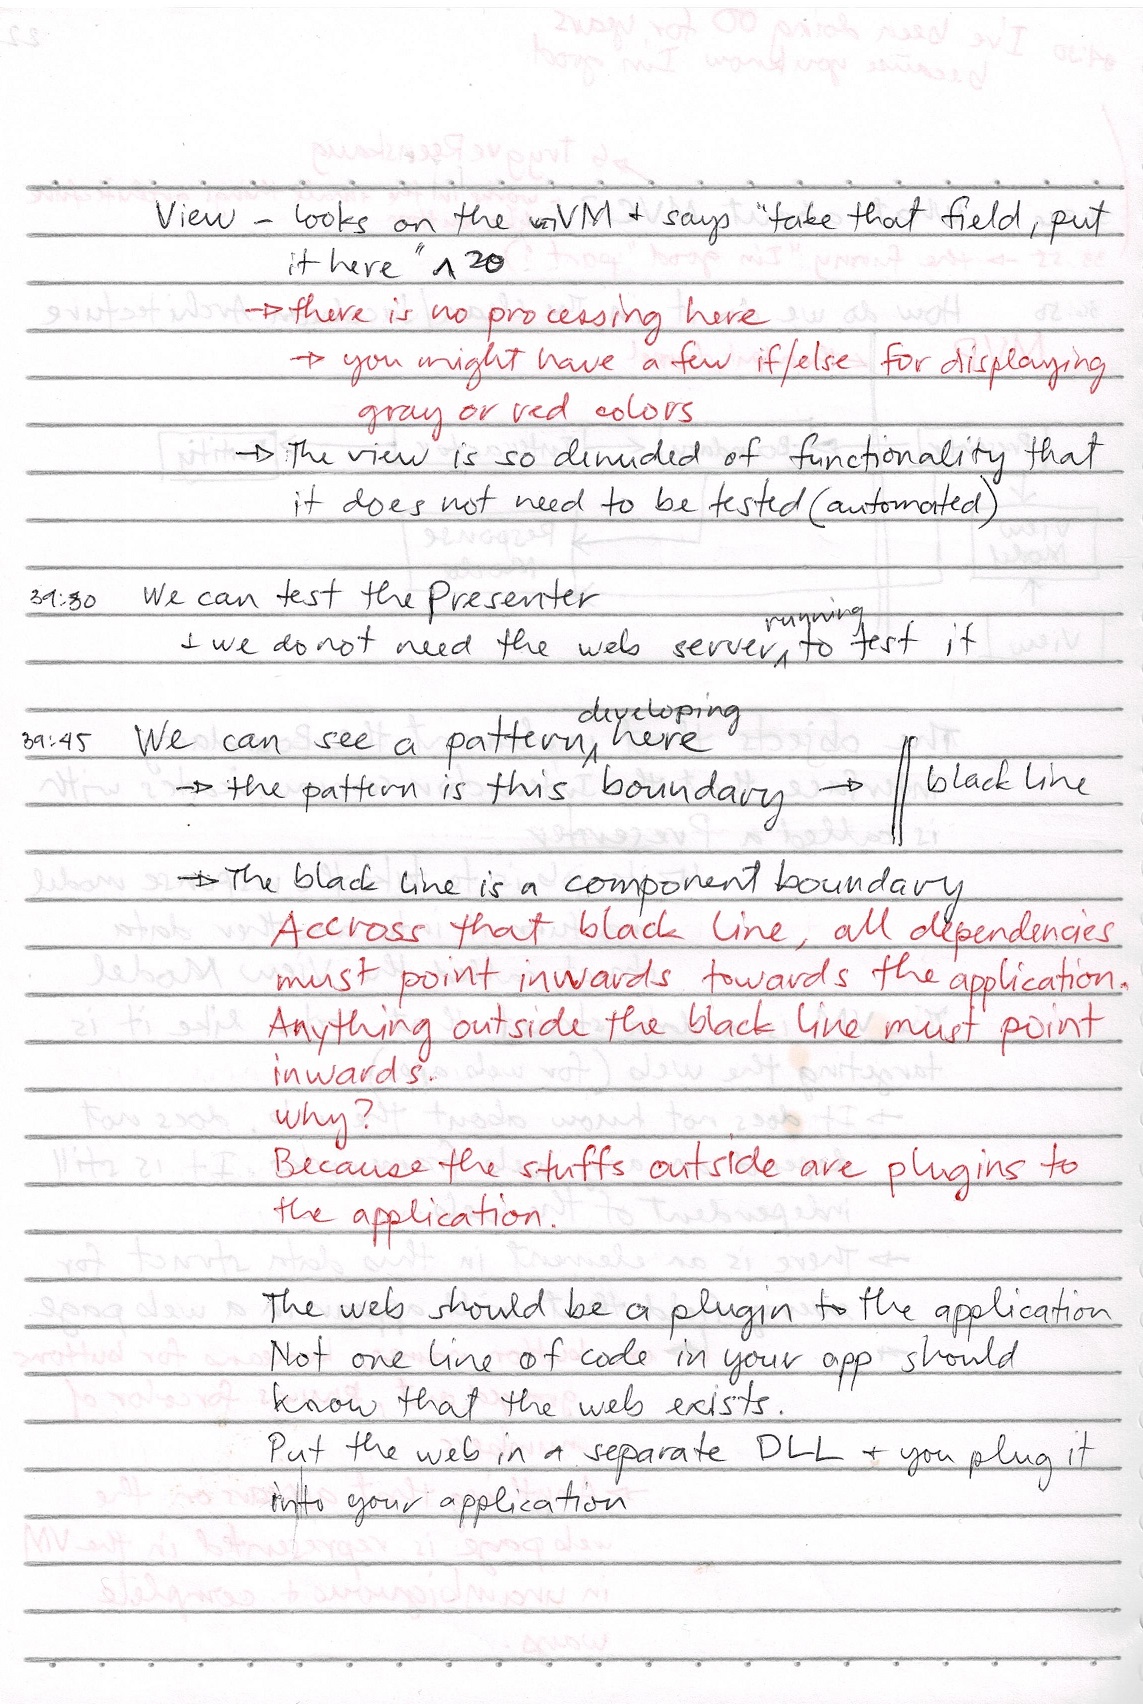 View - looks on the VM + says "take that field, put
it here"
→ there is no processing here
→ you might have a few if/else for displaying
gray or red colors
→ The view is so denuded of functionality that
it does not need to be tested (automated)
39:30 We can test the Presenter
running
+ we do not need the web server ^ to test it
developing
39:45 We can see a pattern ^ here
→ the pattern is this boundary → || black line
→ The black line is a component boundary
Accross that black line, all dependencies
must point inwards towards the application.
Anything outside the black line must point
inwards.
why?
Because the stuffs outside are plugins to
the application.
The web should be a plugin to the application
Not one line of code in your app should
know that the web exists.
Put the web in a separate DLL + you plug it
into your application